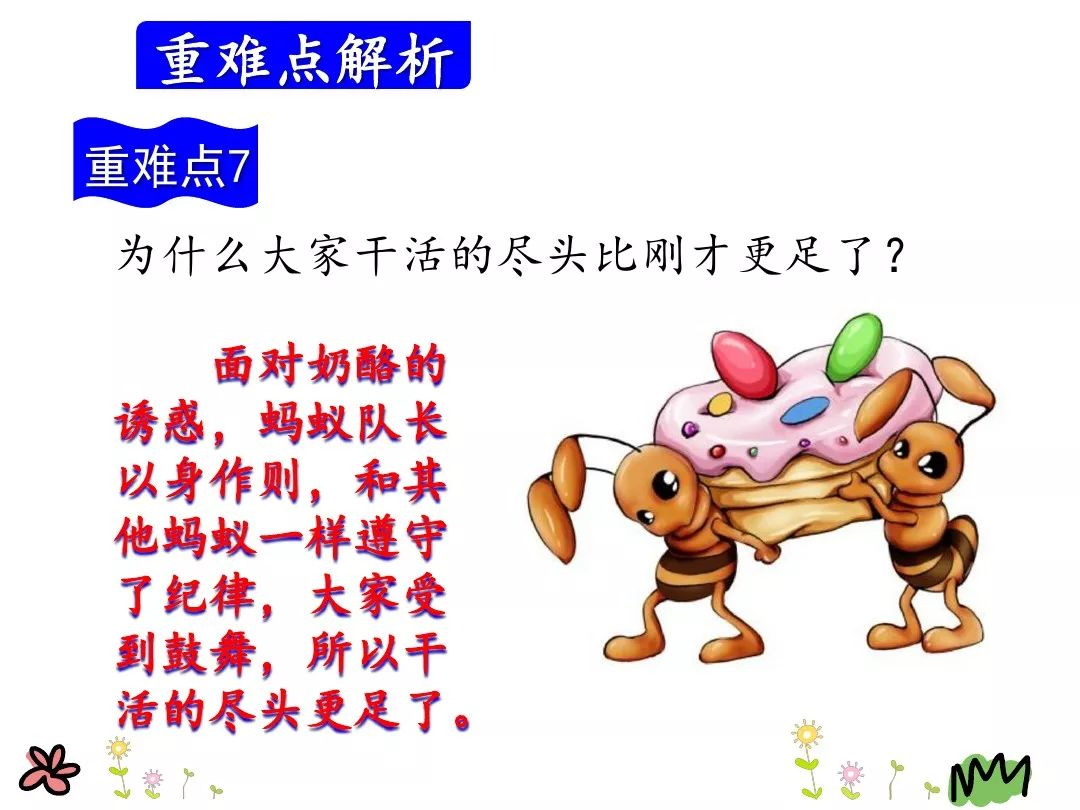 重难点解析
重难点7
为什么大家干活的尽头比刚才更足了？
面对奶酪的
诱惑，蚂蚁队长
以身作则，和其
他蚂蚁一样遵守
了纪律，大家受
到鼓舞，所以干
活的尽头更足了。